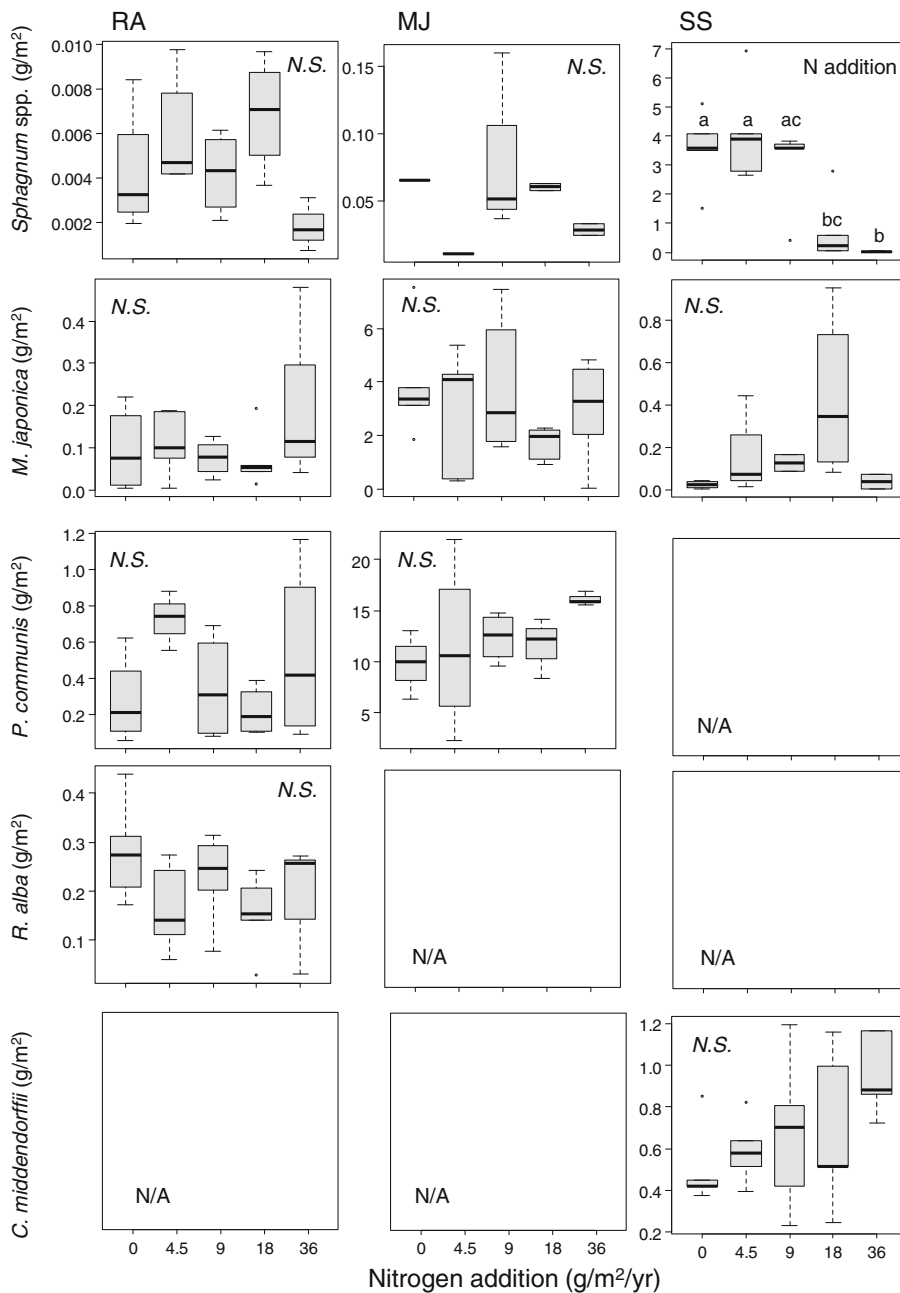 RA MJ SS
Sphagnum spp. (g/m²)
0.010
0.008
0.006
0.004
0.002
N.S.
0.15
0.10
0.05
N.S.
7
6
5
4
3
2
1
0
N addition
a a ac
bc b
M. japonica (g/m²)
0.4
0.3
0.2
0.1
0.0
N.S.
6
4
2
0
N.S.
0.8
0.6
0.4
0.2
0.0
N.S.
P. communis (g/m²)
1.2
1.0
0.8
0.6
0.4
0.2
N.S.
20
15
10
5
N.S.
N/A
R. alba (g/m²)
0.4
0.3
0.2
0.1
N.S.
N/A
N/A
C. middendorffii (g/m²)
N/A
N/A
1.2
1.0
0.8
0.6
0.4
0.2
N.S.
0 4.5 9 18 36 0 4.5 9 18 36 0 4.5 9 18 36
Nitrogen addition (g/m²/yr)